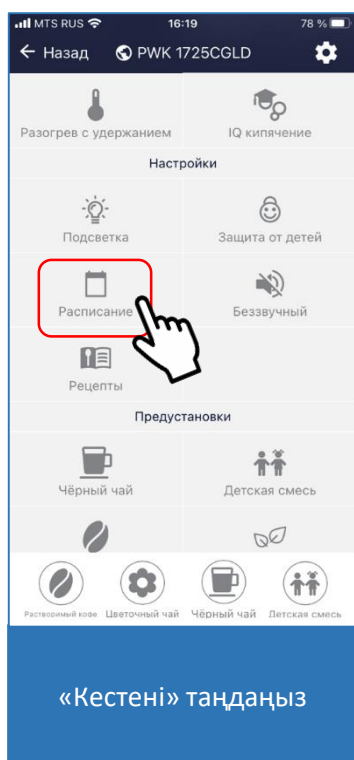 MTS RUS 16:19 78 %
Назад PWK 1725CGLD
Разогрев с удержанием IQ кипячение
Настройки
Подсветка Защита от детей
Расписание Беззвучный
Рецепты
Предустановки
Чёрный чай Детская смесь
Растворимый кофе Цветочный чай Чёрный чай Детская смесь
«Кестені» таңдаңыз